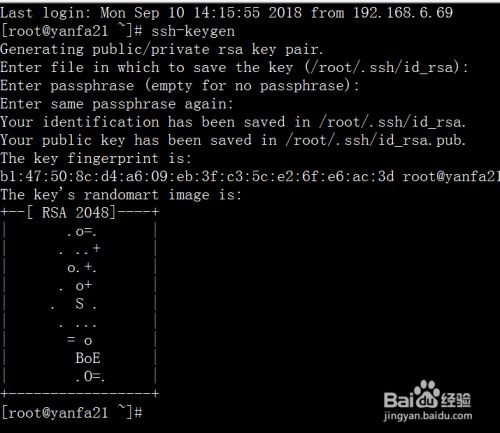 Last login: Mon Sep 10 14:15:55 2018 from 192.168.6.69
[root@yanfa21 ~]# ssh-keygen
Generating public/private rsa key pair.
Enter file in which to save the key (/root/.ssh/id_rsa):
Enter passphrase (empty for no passphrase):
Enter same passphrase again:
Your identification has been saved in /root/.ssh/id_rsa.
Your public key has been saved in /root/.ssh/id_rsa.pub.
The key fingerprint is:
b1:47:50:8c:d4:a6:09:eb:3f:c3:5c:e2:6f:e6:ac:3d root@yanfa21
The key's randomart image is:
+--[ RSA 2048]----+
|      .o=.       |
|     . ..+       |
|      o.+.       |
|     . o+        |
|    .  S .       |
|     . ...       |
|      = o        |
|       BoE       |
|       .O=.      |
+-----------------+
[root@yanfa21 ~]#
Baidu经验
jingyan.baidu.com